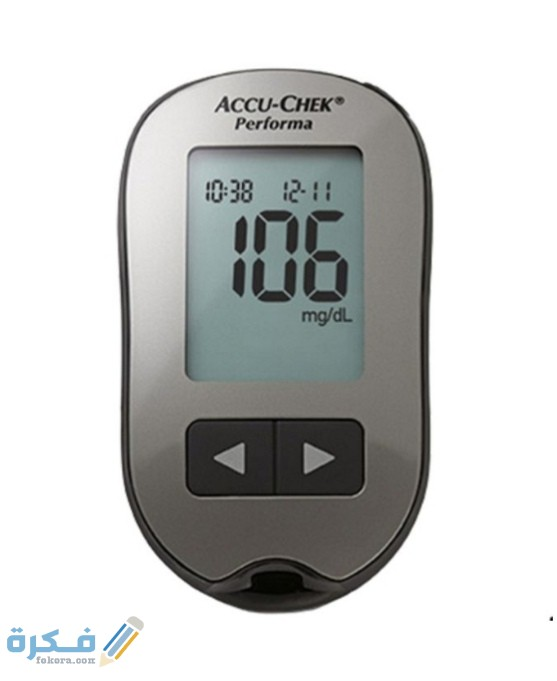 ACCU-CHEK®
Performa
10:38 12-11
106
mg/dL
فكرة
fokora.com